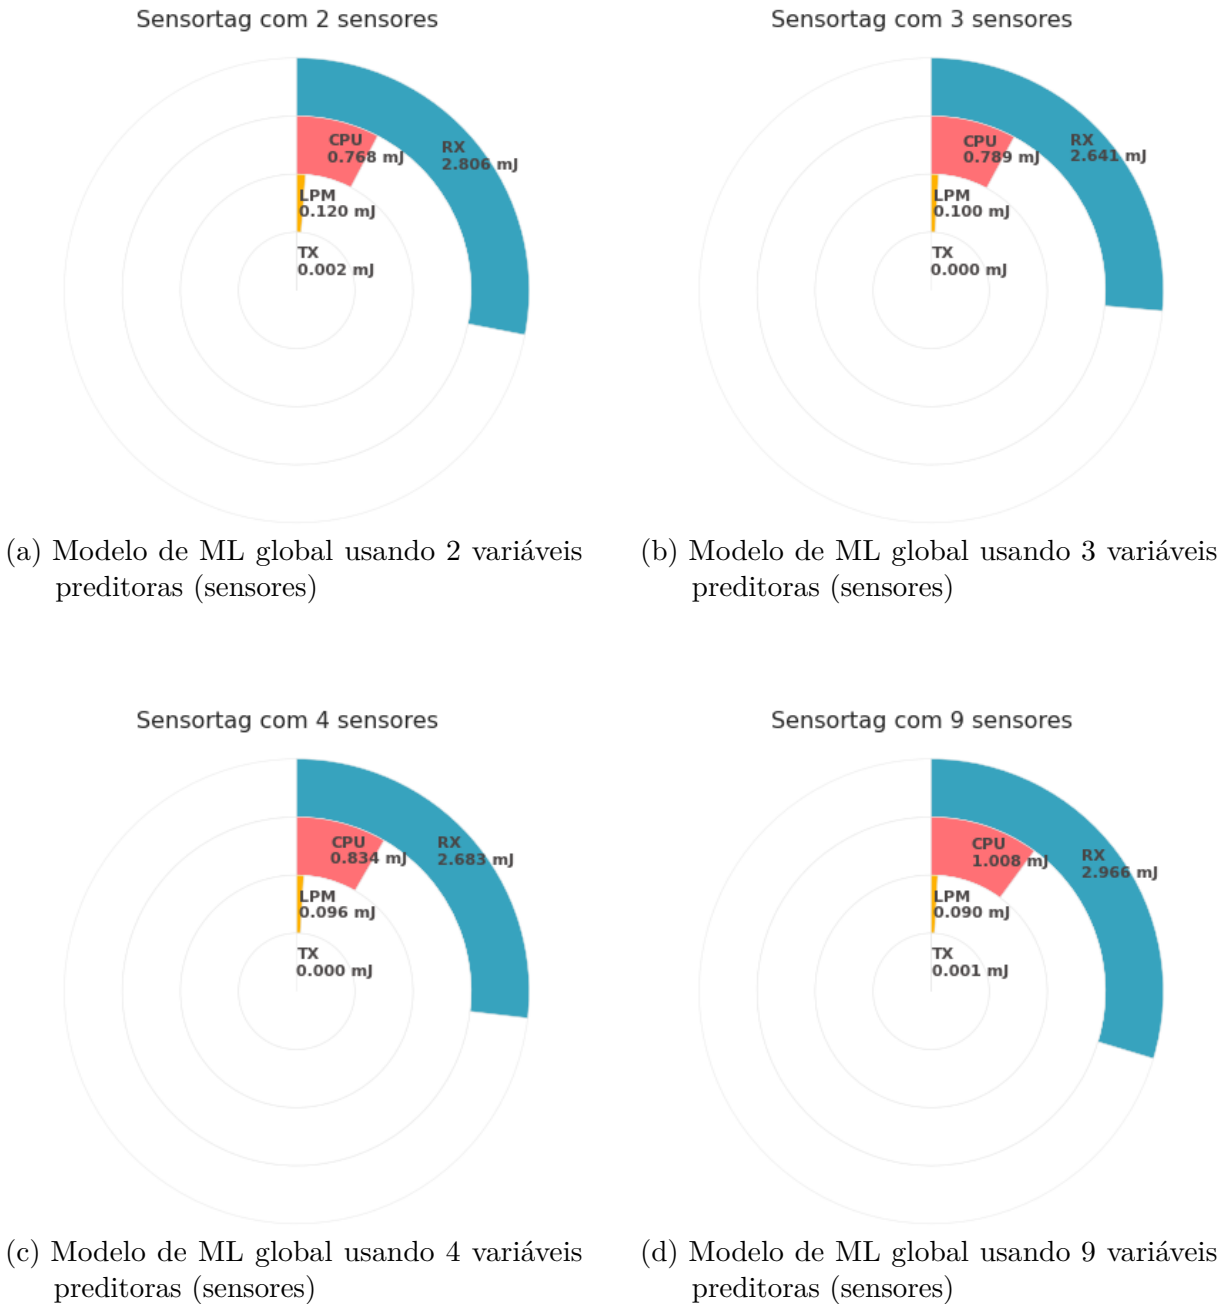 Sensortag com 2 sensores
CPU
0.768 mJ
RX
2.806 mJ
LPM
0.120 mJ
TX
0.002 mJ
(a) Modelo de ML global usando 2 variáveis
preditoras (sensores)
Sensortag com 3 sensores
CPU
0.789 mJ
RX
2.641 mJ
LPM
0.100 mJ
TX
0.000 mJ
(b) Modelo de ML global usando 3 variáveis
preditoras (sensores)
Sensortag com 4 sensores
CPU
0.834 mJ
RX
2.683 mJ
LPM
0.096 mJ
TX
0.000 mJ
(c) Modelo de ML global usando 4 variáveis
preditoras (sensores)
Sensortag com 9 sensores
CPU
1.008 mJ
RX
2.966 mJ
LPM
0.090 mJ
TX
0.001 mJ
(d) Modelo de ML global usando 9 variáveis
preditoras (sensores)